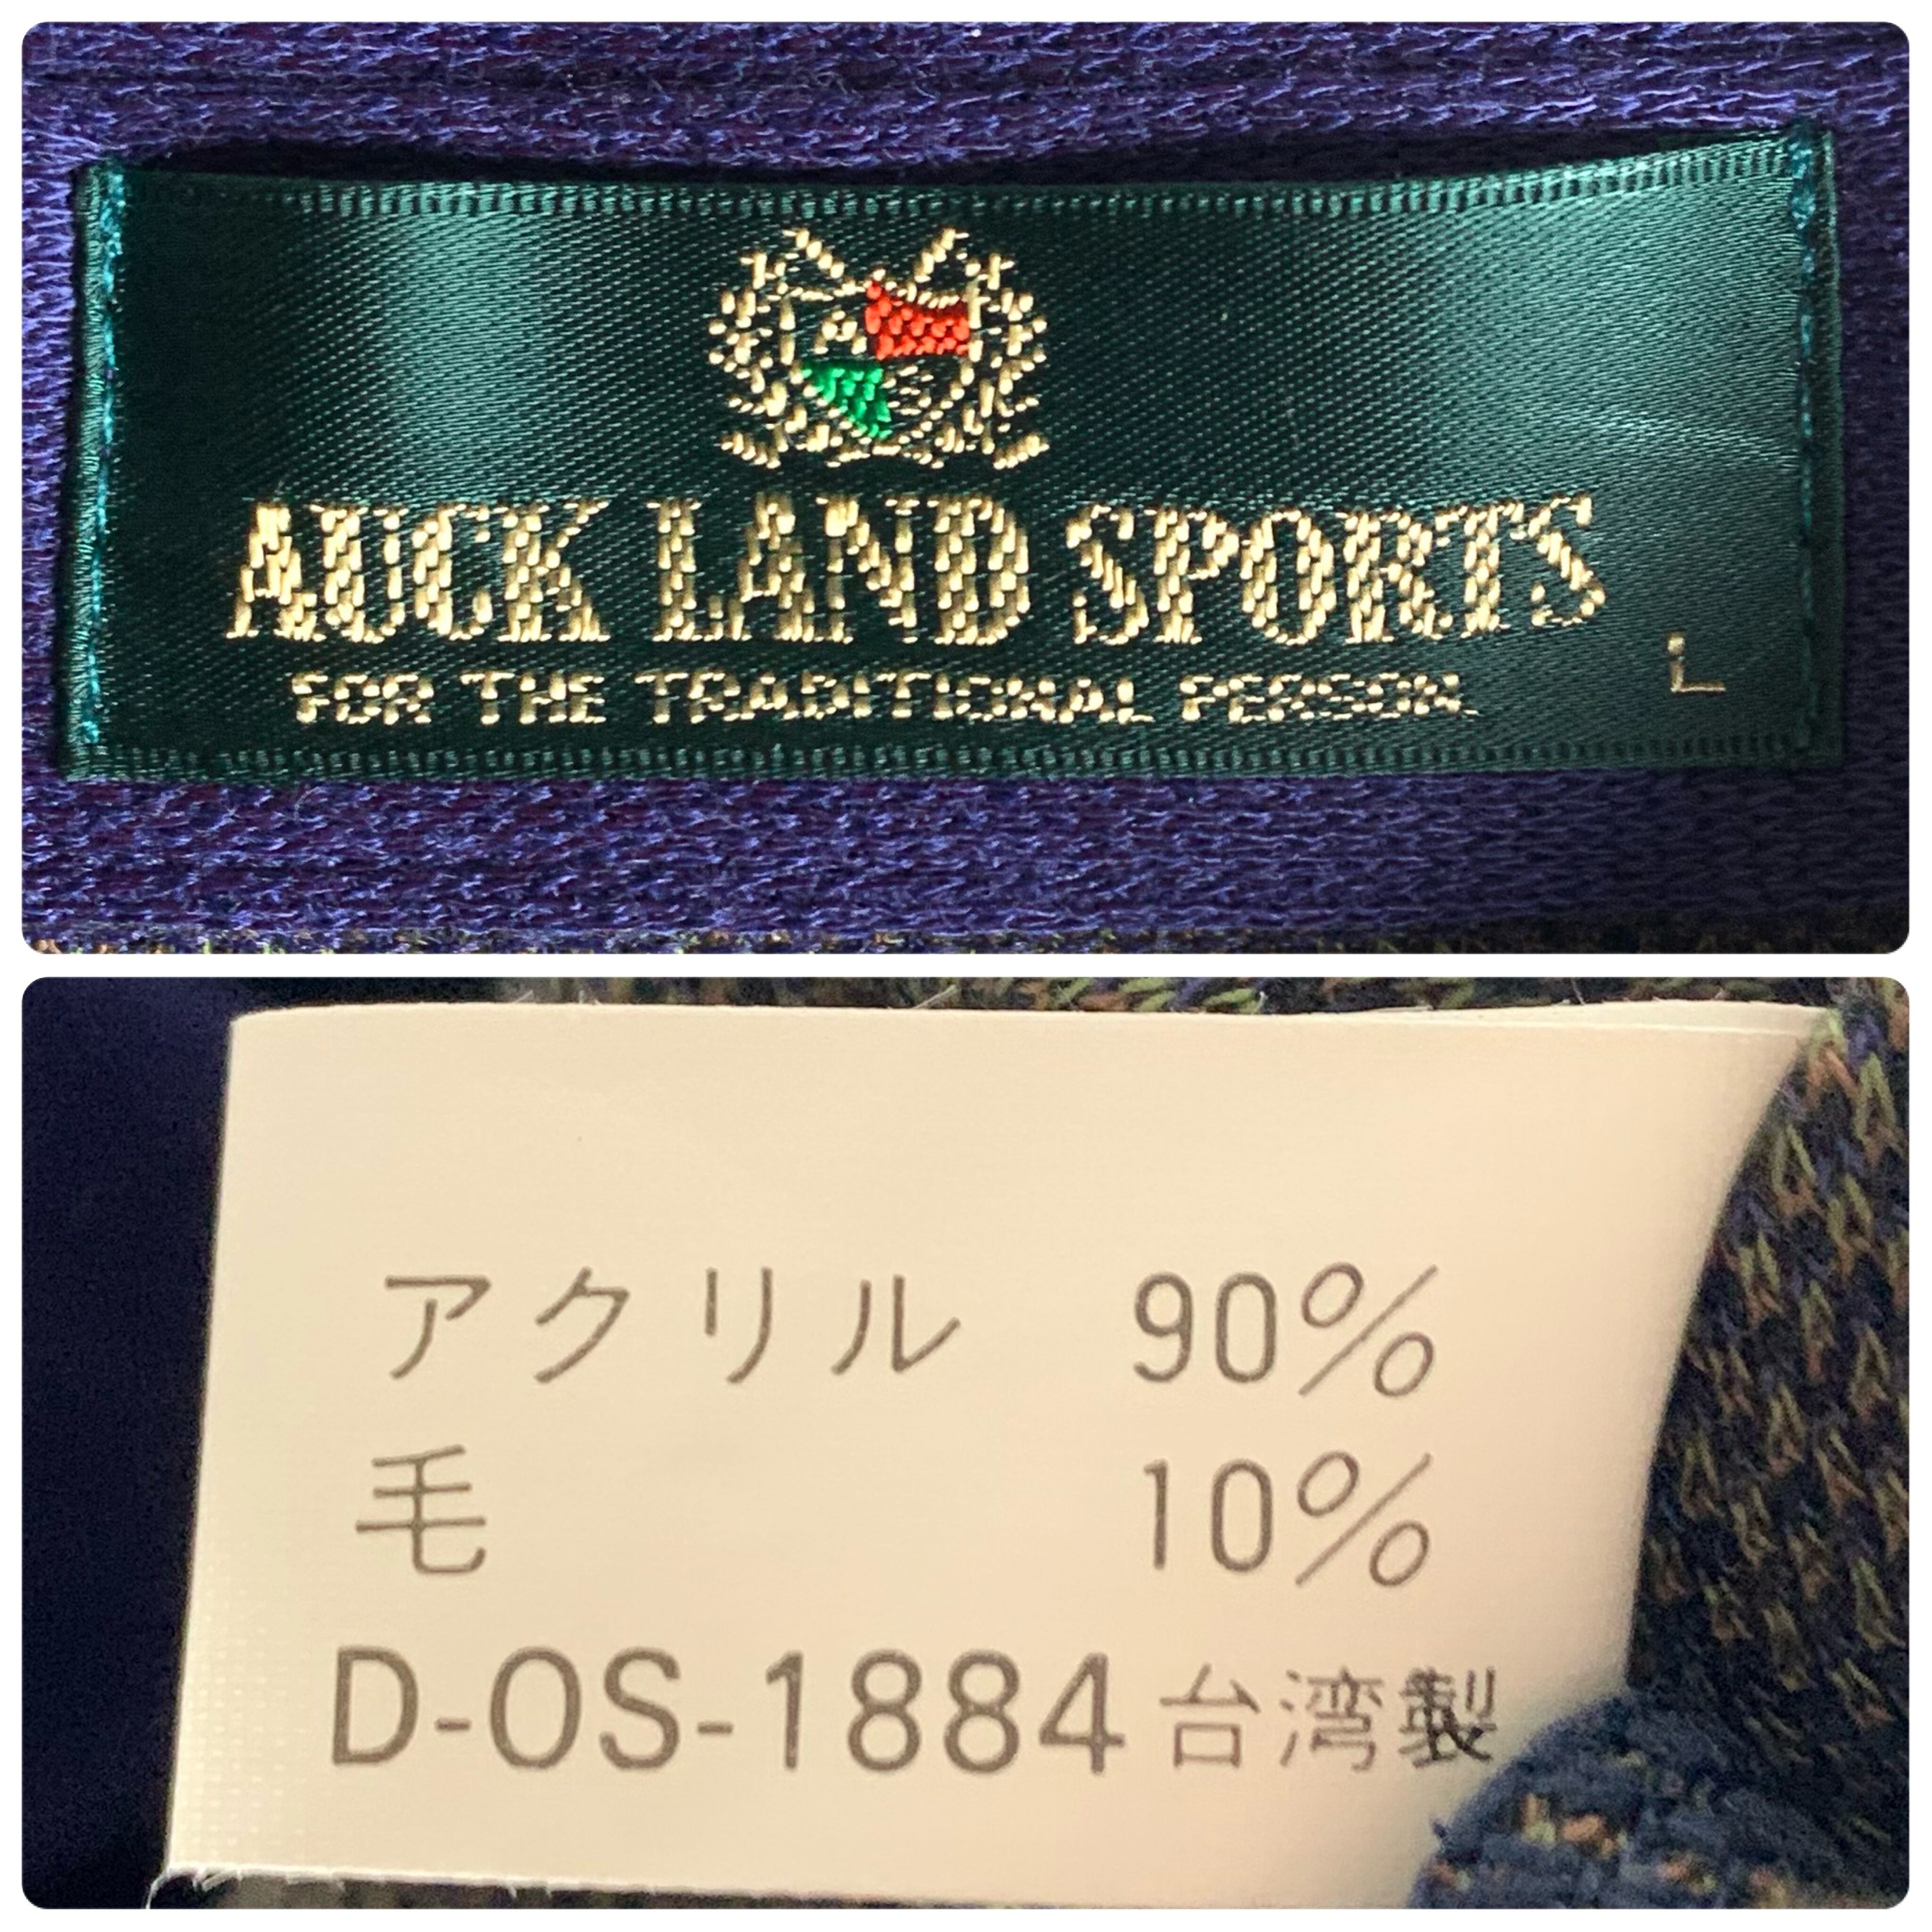 A
S
AUCK LAND SPORTS
FOR THE TRADITIONAL PERSON.
L
アクリル 90%
毛 10%
D-OS-1884 台湾製